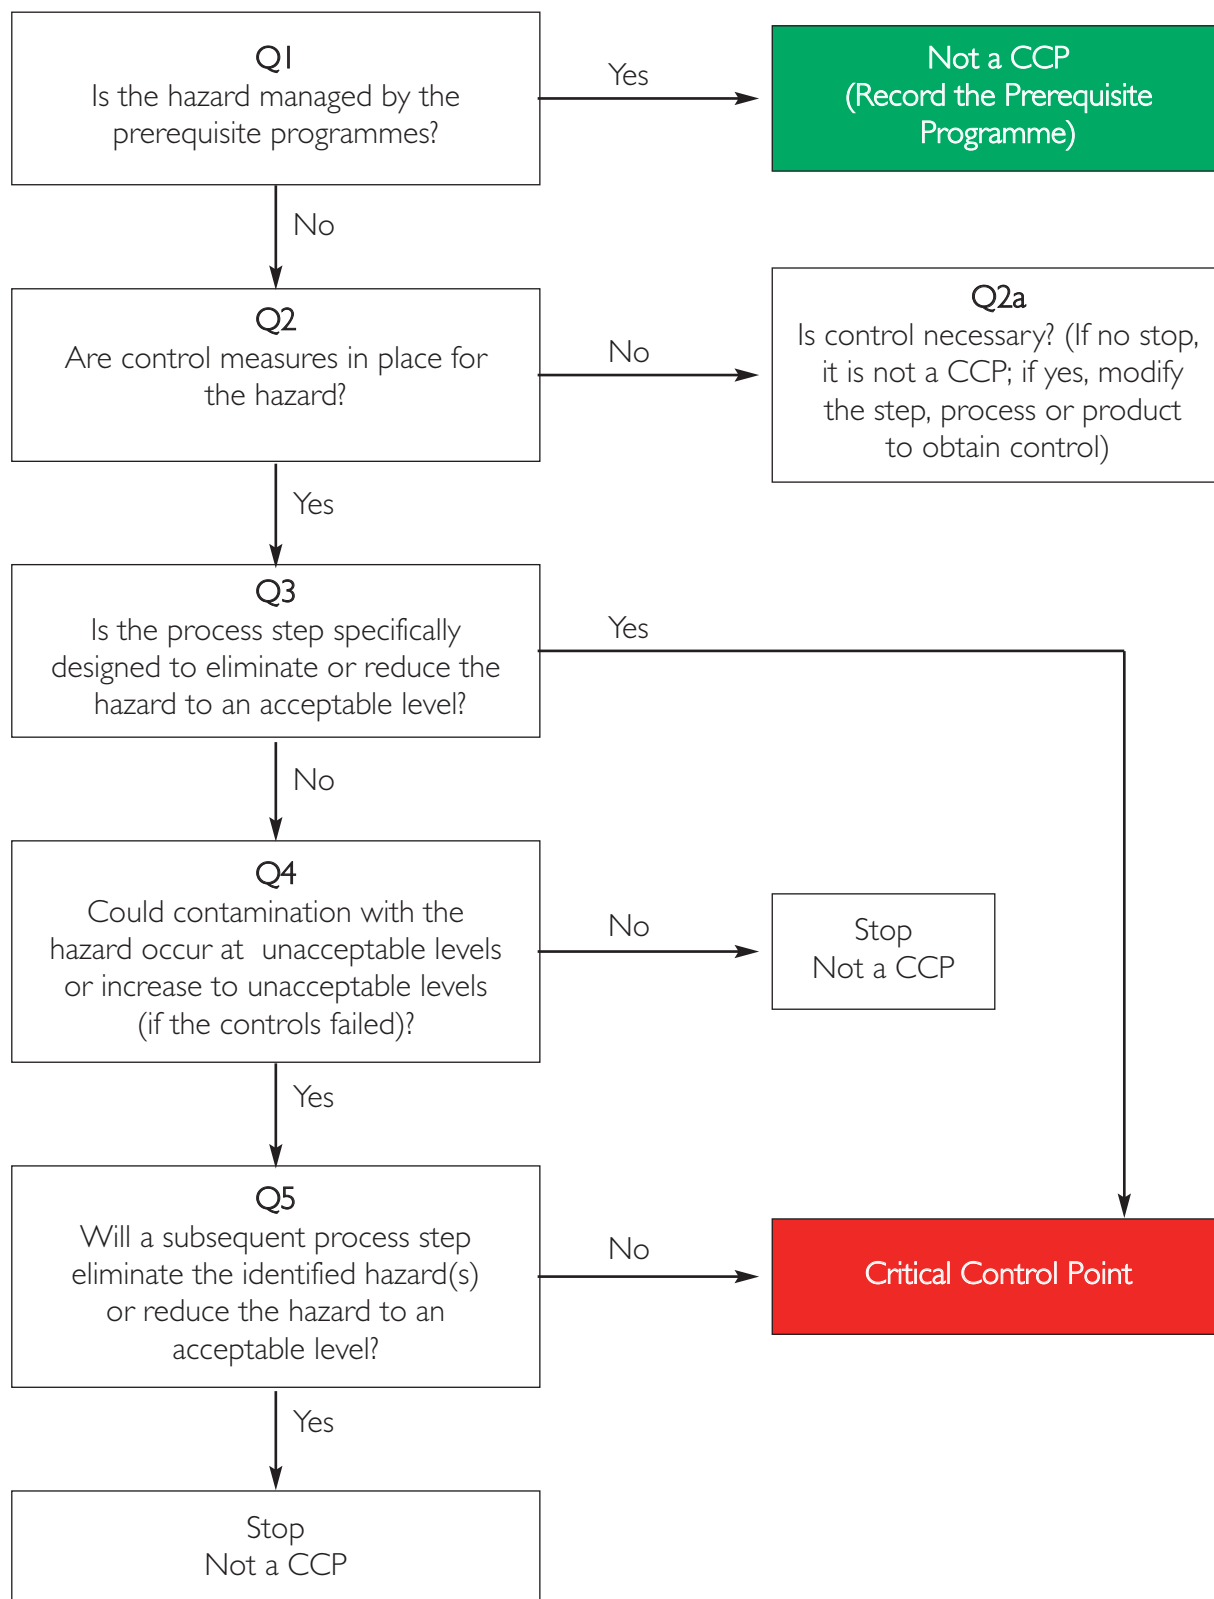 Q1
Is the hazard managed by the
prerequisite programmes?
Yes
Not a CCP
(Record the Prerequisite
Programme)
No
Q2
Are control measures in place for
the hazard?
No
Q2a
Is control necessary? (If no stop,
it is not a CCP; if yes, modify
the step, process or product
to obtain control)
Yes
Q3
Is the process step specifically
designed to eliminate or reduce the
hazard to an acceptable level?
Yes
No
Q4
Could contamination with the
hazard occur at  unacceptable levels
or increase to unacceptable levels
(if the controls failed)?
No
Stop
Not a CCP
Yes
Q5
Will a subsequent process step
eliminate the identified hazard(s)
or reduce the hazard to an
acceptable level?
No
Critical Control Point
Yes
Stop
Not a CCP